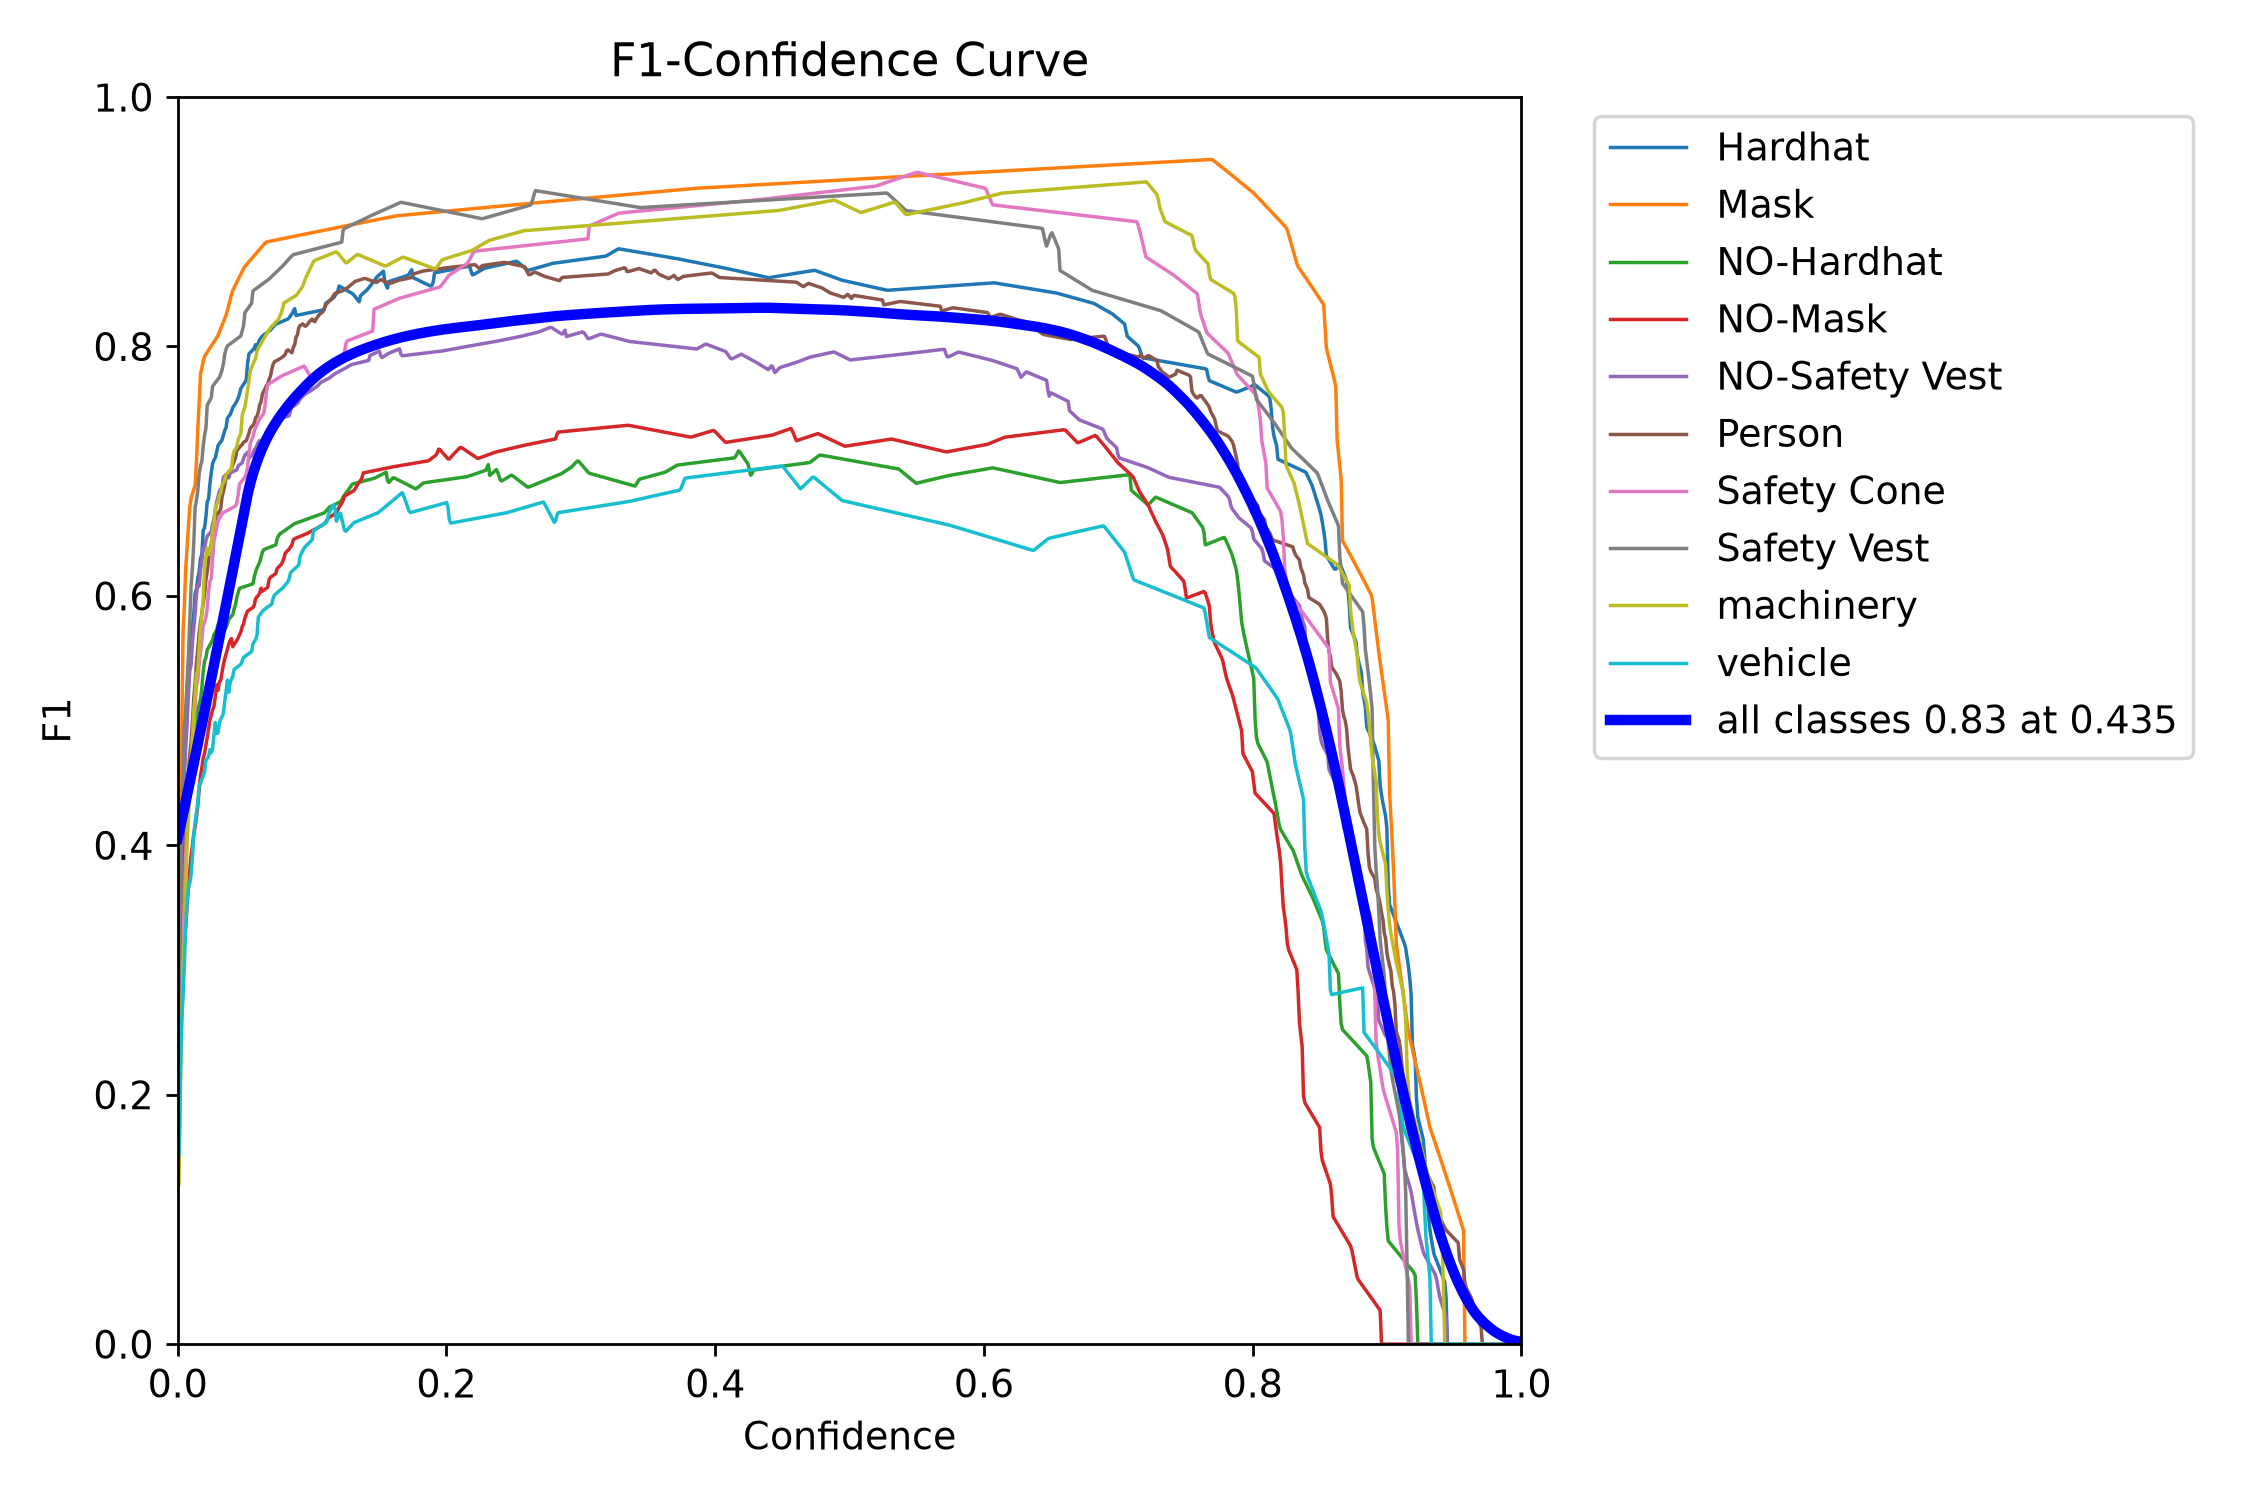 F1-Confidence Curve
1.0
0.8
0.6
0.4
0.2
0.0
F1
0.0 0.2 0.4 0.6 0.8 1.0
Confidence
Hardhat
Mask
NO-Hardhat
NO-Mask
NO-Safety Vest
Person
Safety Cone
Safety Vest
machinery
vehicle
all classes 0.83 at 0.435